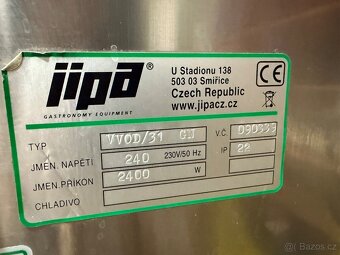 jipa®
GASTRONOMY EQUIPMENT
U Stadionu 138
503 03 Smiřice
Czech Republic
www.jipacz.cz
CE
TYP VVOD/31 GJ V.Č. 090333
JMEN. NAPĚTÍ 240 230V/50 Hz IP 22
JMEN. PŘÍKON 2400 W
CHLADIVO
Bazoš.cz